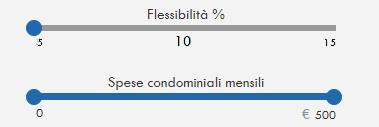 Flessibilità %
5 10 15
Spese condominiali mensili
0 € 500